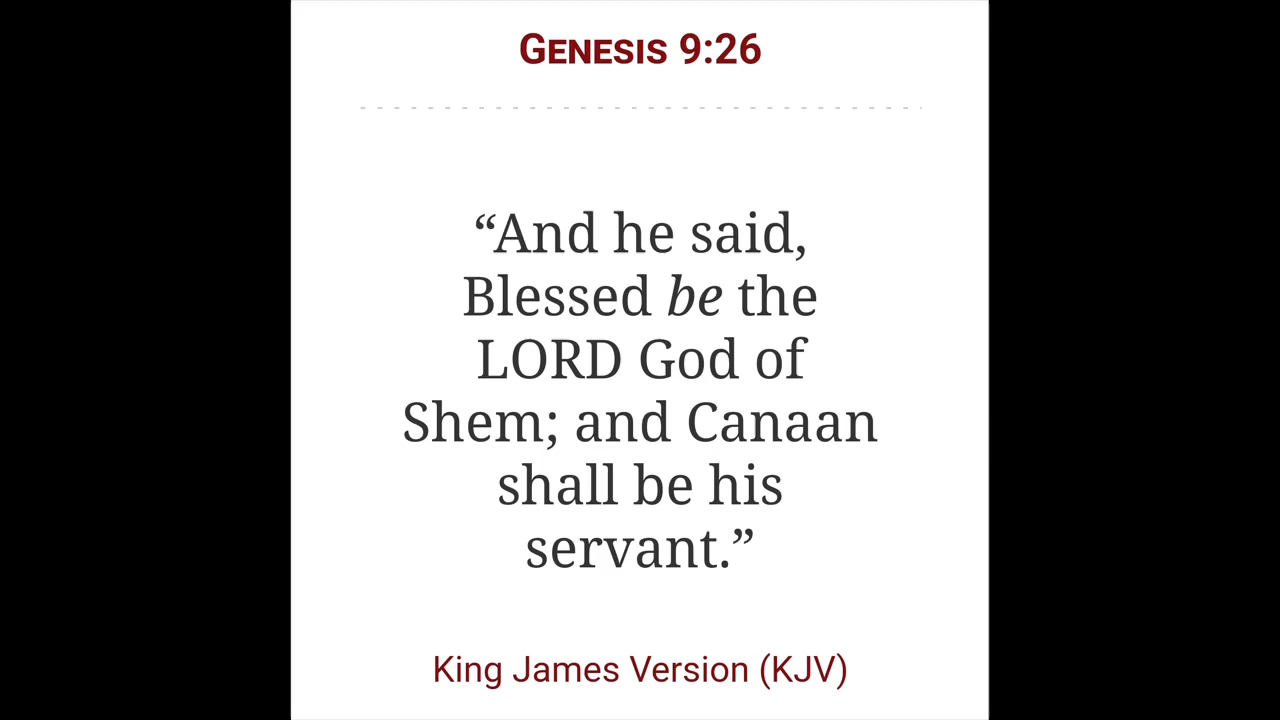 GENESIS 9:26
“And he said,
Blessed be the
LORD God of
Shem; and Canaan
shall be his
servant.”
King James Version (KJV)